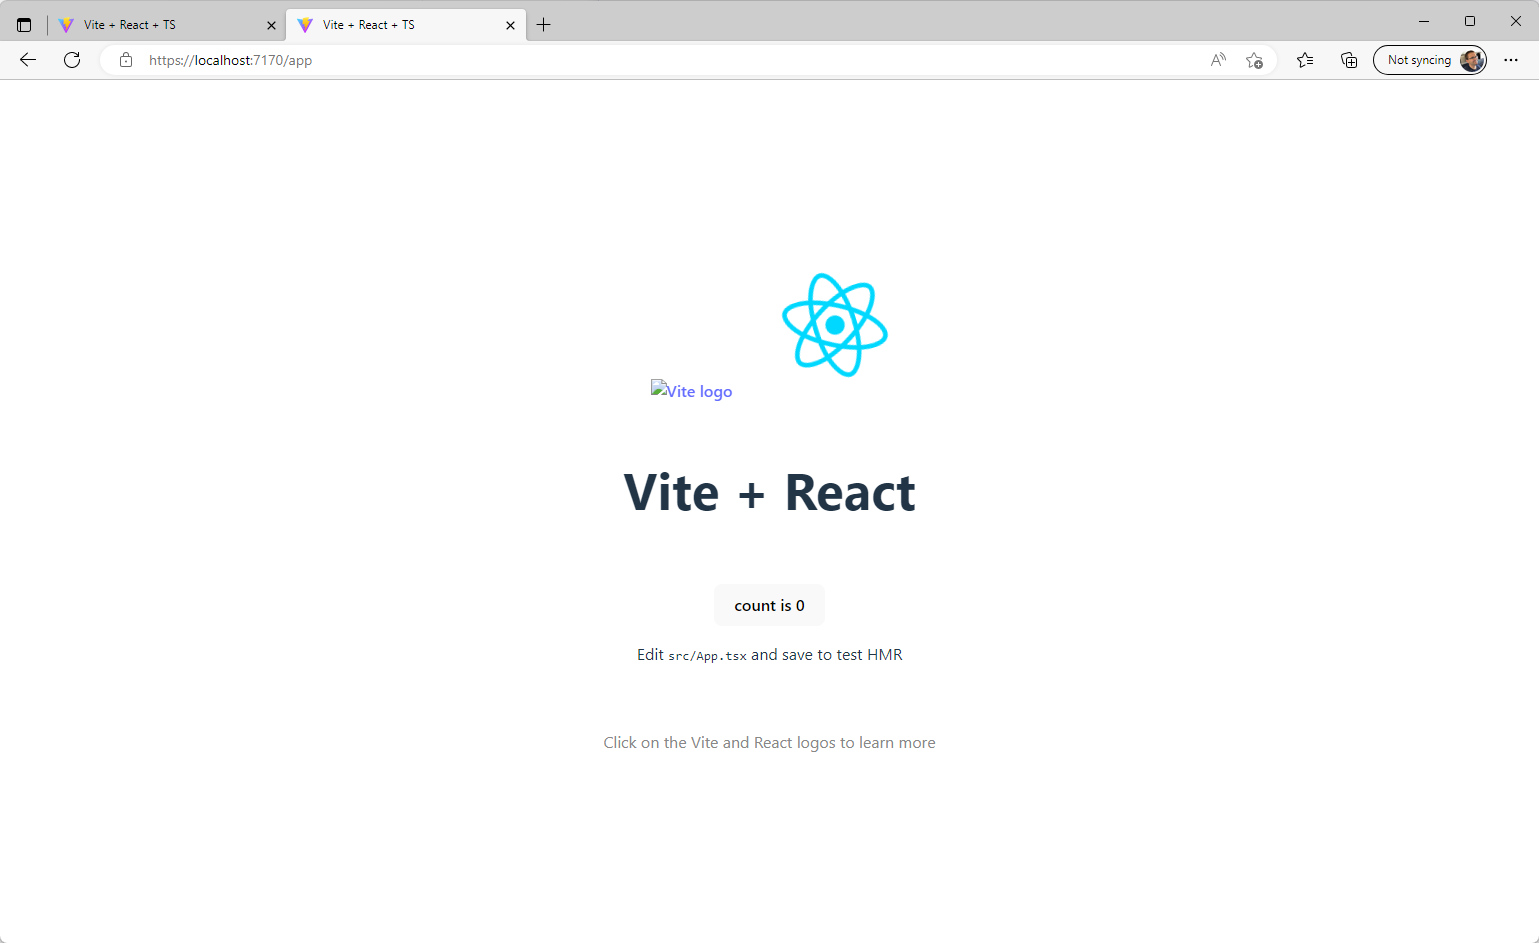 Vite + React + TS
Vite + React + TS
https://localhost:7170/app
Not syncing
Vite logo
Vite + React
count is 0
Edit src/App.tsx and save to test HMR
Click on the Vite and React logos to learn more